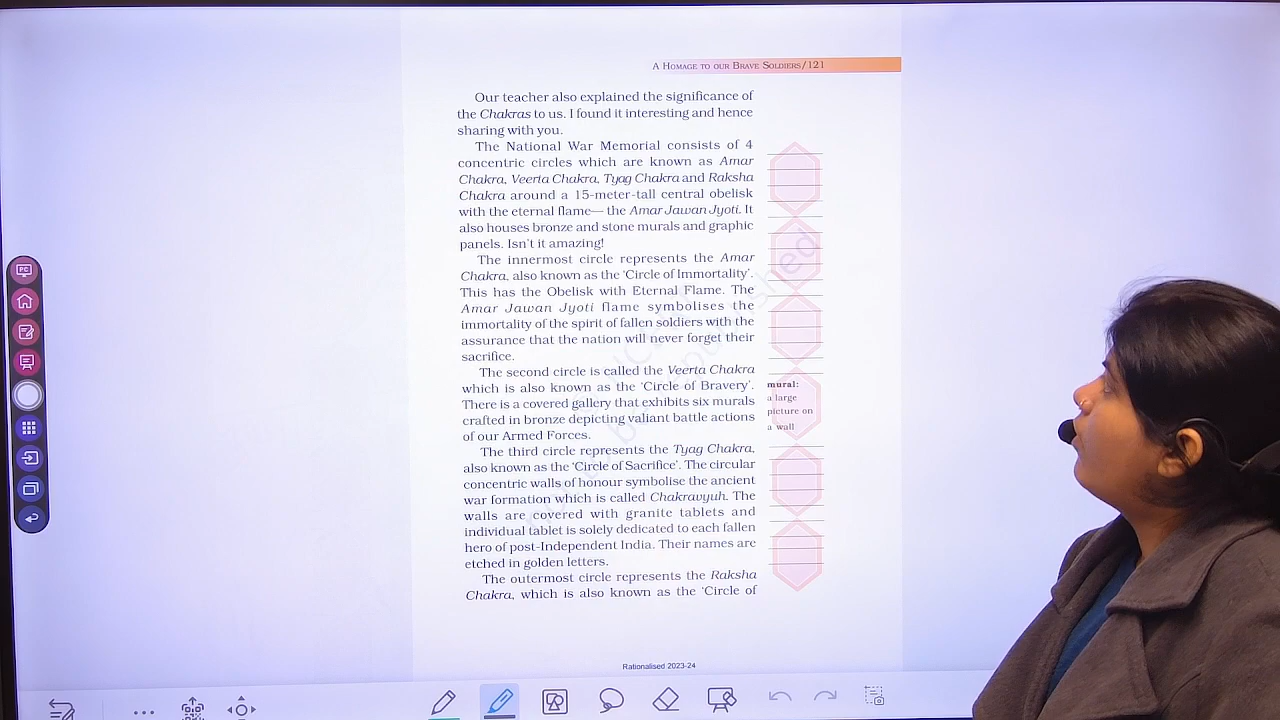 A Homage to our Brave Soldiers/121
Our teacher also explained the significance of
the Chakras to us. I found it interesting and hence
sharing with you.
The National War Memorial consists of 4
concentric circles which are known as Amar
Chakra, Veerta Chakra, Tyag Chakra and Raksha
Chakra around a 15-meter-tall central obelisk
with the eternal flame— the Amar Jawan Jyoti. It
also houses bronze and stone murals and graphic
panels. Isn't it amazing!
The innermost circle represents the Amar
Chakra, also known as the 'Circle of Immortality'.
This has the Obelisk with Eternal Flame. The
Amar Jawan Jyoti flame symbolises the
immortality of the spirit of fallen soldiers with the
assurance that the nation will never forget their
sacrifice.
The second circle is called the Veerta Chakra
which is also known as the 'Circle of Bravery'.
There is a covered gallery that exhibits six murals
crafted in bronze depicting valiant battle actions
of our Armed Forces.
The third circle represents the Tyag Chakra,
also known as the 'Circle of Sacrifice'. The circular
concentric walls of honour symbolise the ancient
war formation which is called Chakravyuh. The
walls are covered with granite tablets and
individual tablet is solely dedicated to each fallen
hero of post-Independent India. Their names are
etched in golden letters.
The outermost circle represents the Raksha
Chakra, which is also known as the 'Circle of
mural:
a large
picture on
a wall
Rationalised 2023-24
PC